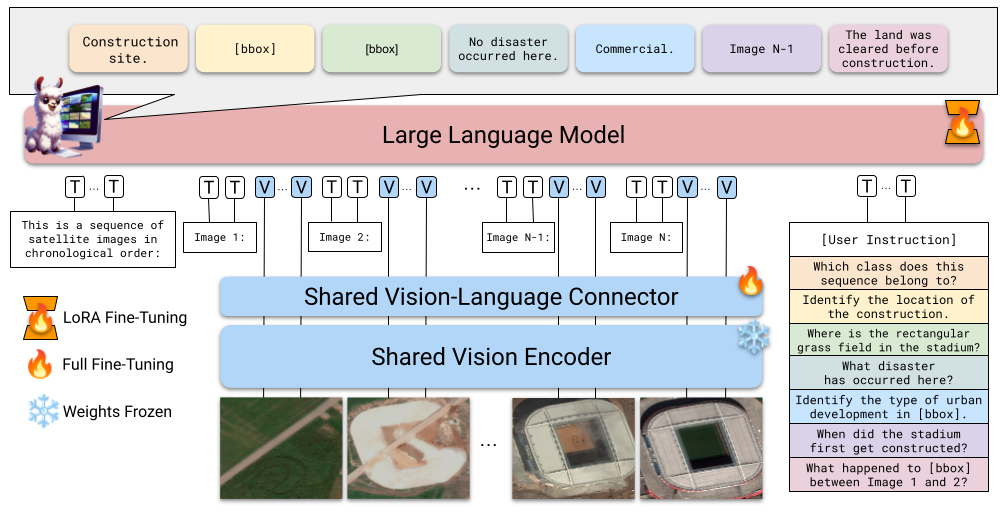 Construction
site.
[bbox]
[bbox]
No disaster
occurred here.
Commercial.
Image N-1
The land was
cleared before
construction.
Large Language Model
T ... T
T T V ... V
T T V ... V
...
T T V ... V
T T V ... V
T ... T
This is a sequence of
satellite images in
chronological order:
Image 1:
Image 2:
Image N-1:
Image N:
[User Instruction]
Which class does this
sequence belong to?
Identify the location of
the construction.
Where is the rectangular
grass field in the stadium?
What disaster
has occurred here?
Identify the type of urban
development in [bbox].
When did the stadium
first get constructed?
What happened to [bbox]
between Image 1 and 2?
Shared Vision-Language Connector
Shared Vision Encoder
LoRA Fine-Tuning
Full Fine-Tuning
Weights Frozen
...